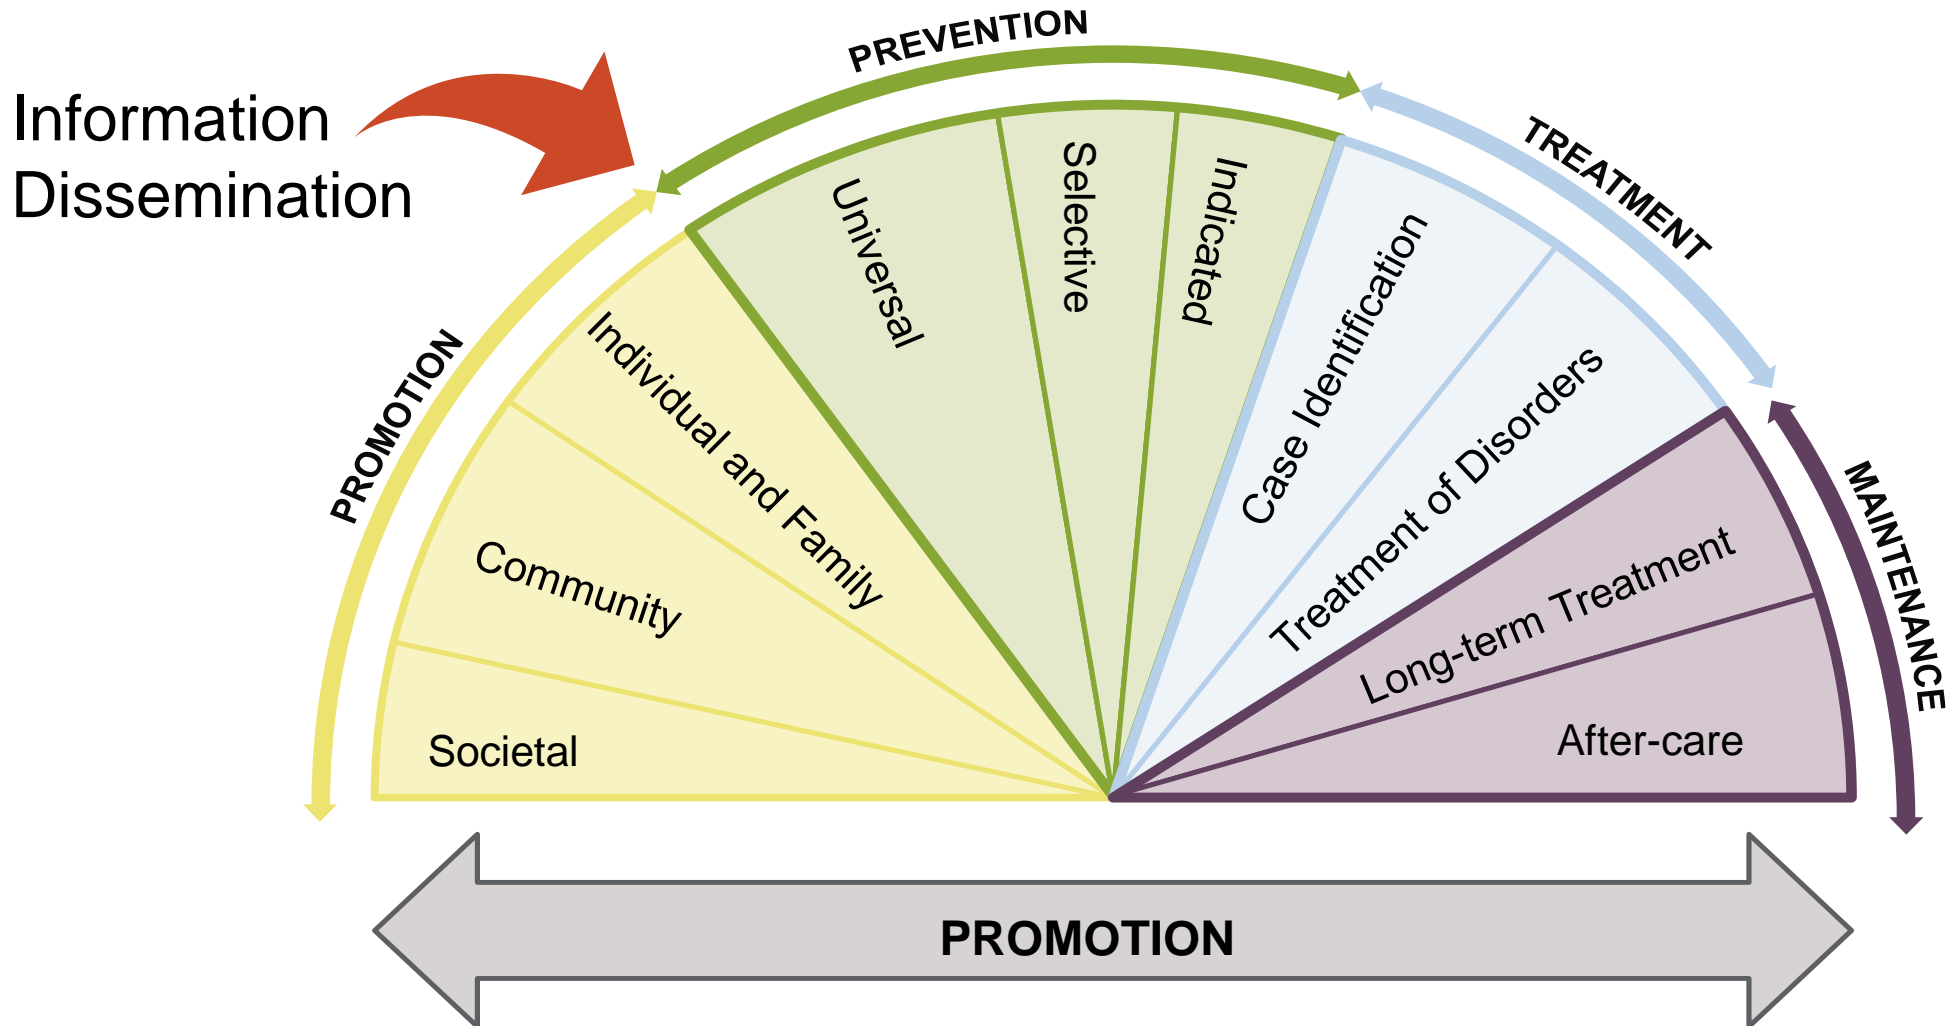 Information
Dissemination
PROMOTION
PREVENTION
TREATMENT
MAINTENANCE
Societal
Community
Individual and Family
Universal
Selective
Indicated
Case Identification
Treatment of Disorders
Long-term Treatment
After-care
PROMOTION